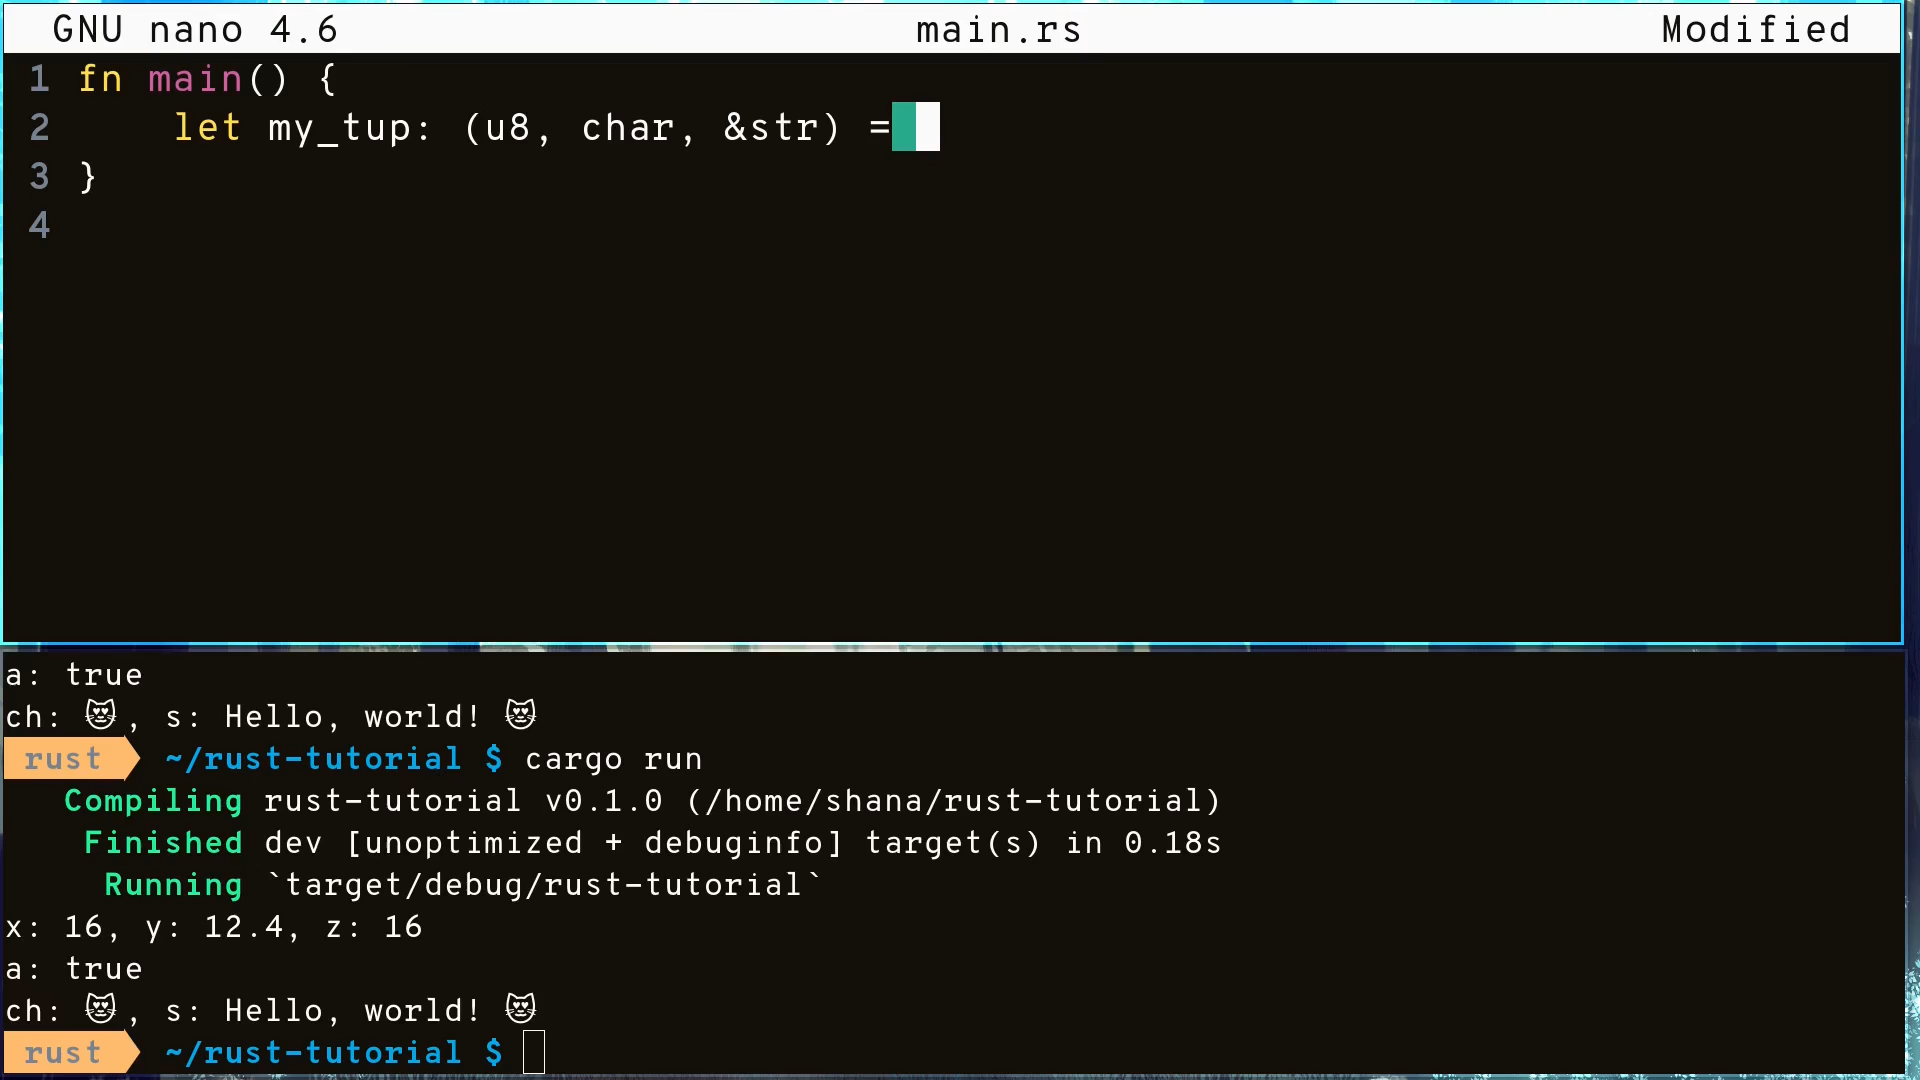 GNU nano 4.6 main.rs Modified
1 fn main() {
2     let my_tup: (u8, char, &str) =
3 }
4
a: true
ch: 😻, s: Hello, world! 😻
rust ~/rust-tutorial $ cargo run
   Compiling rust-tutorial v0.1.0 (/home/shana/rust-tutorial)
    Finished dev [unoptimized + debuginfo] target(s) in 0.18s
     Running `target/debug/rust-tutorial`
x: 16, y: 12.4, z: 16
a: true
ch: 😻, s: Hello, world! 😻
rust ~/rust-tutorial $